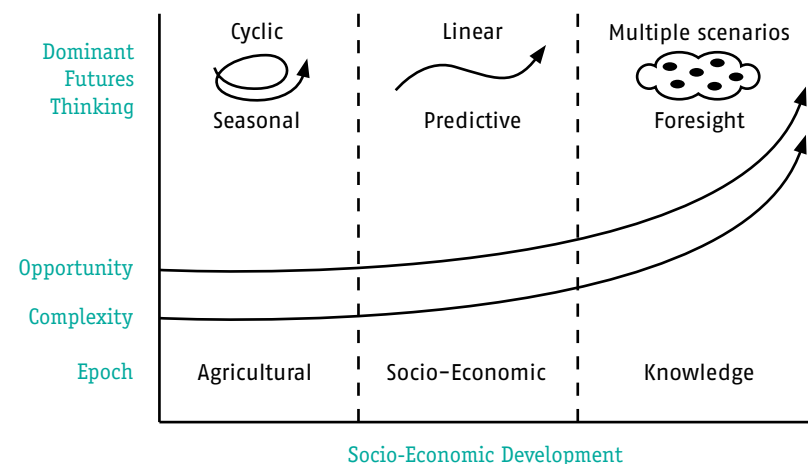 Dominant
Futures
Thinking
Cyclic
Seasonal
Linear
Predictive
Multiple scenarios
Foresight
Opportunity
Complexity
Epoch
Agricultural
Socio-Economic
Knowledge
Socio-Economic Development